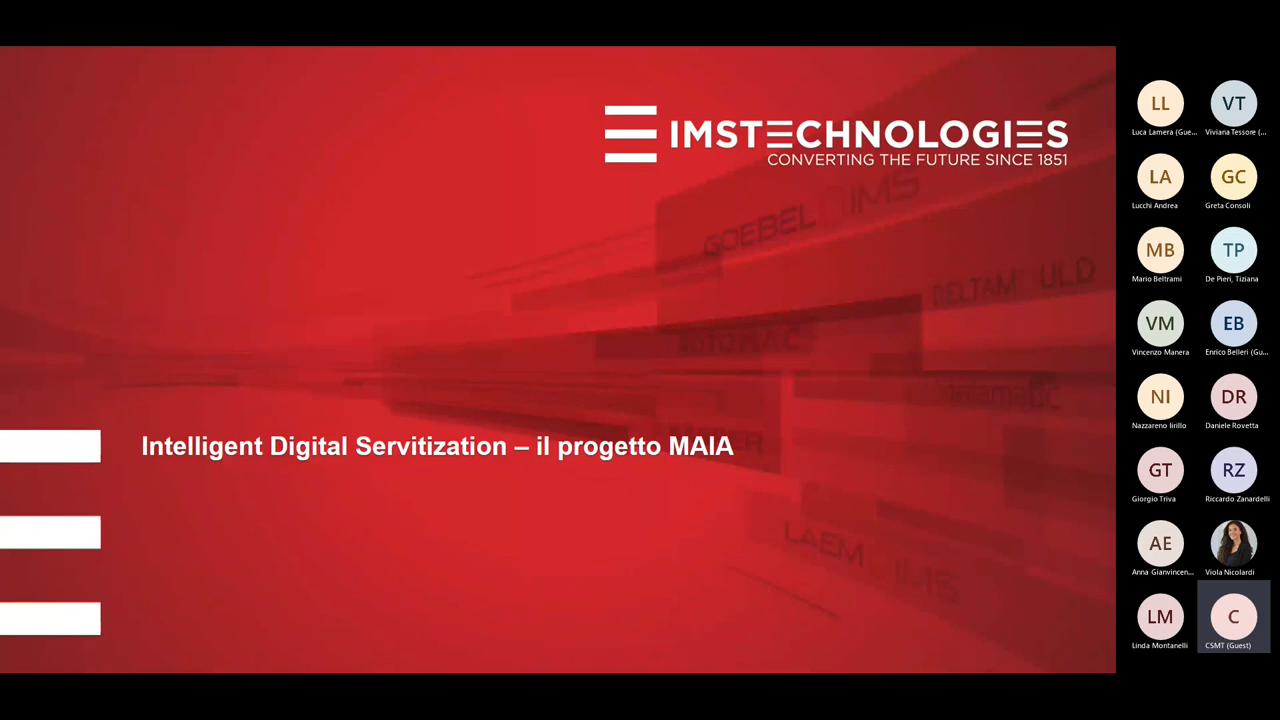 IMSTECHNOLOGIES
CONVERTING THE FUTURE SINCE 1851
GOEBEL IMS
DELTAMOULD
LAEM IMS
Intelligent Digital Servitization – il progetto MAIA
LL
VT
Luca Lamera (Gue...
Viviana Tessore (...
LA
GC
Lucchi Andrea
Greta Consoli
MB
TP
Mario Beltrami
De Pieri, Tiziana
VM
EB
Vincenzo Manera
Enrico Belleri (Gu...
NI
DR
Nazzareno Iirillo
Daniele Rovetta
GT
RZ
Giorgio Triva
Riccardo Zanardelli
AE
Anna Gianvincen...
Viola Nicolardi
LM
C
Linda Montanelli
CSMT (Guest)